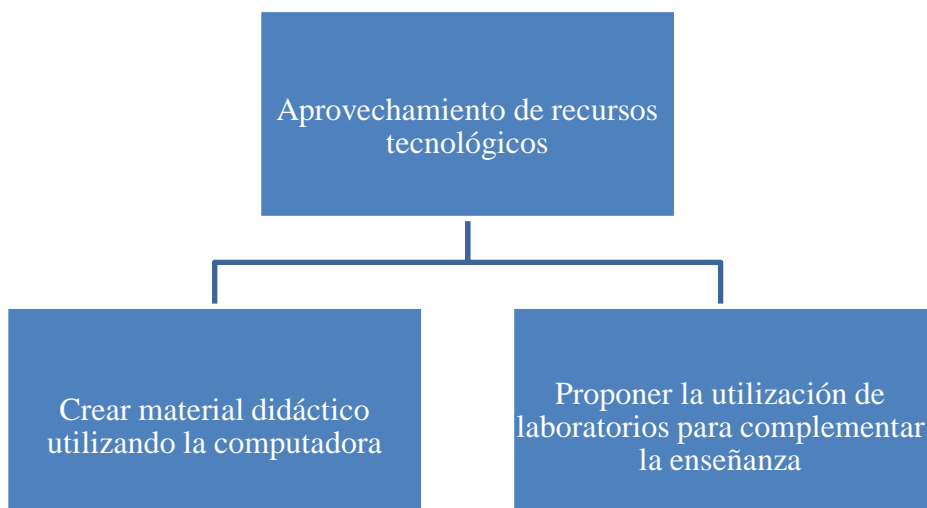 Aprovechamiento de recursos
tecnológicos
Crear material didáctico
utilizando la computadora
Proponer la utilización de
laboratorios para complementar
la enseñanza